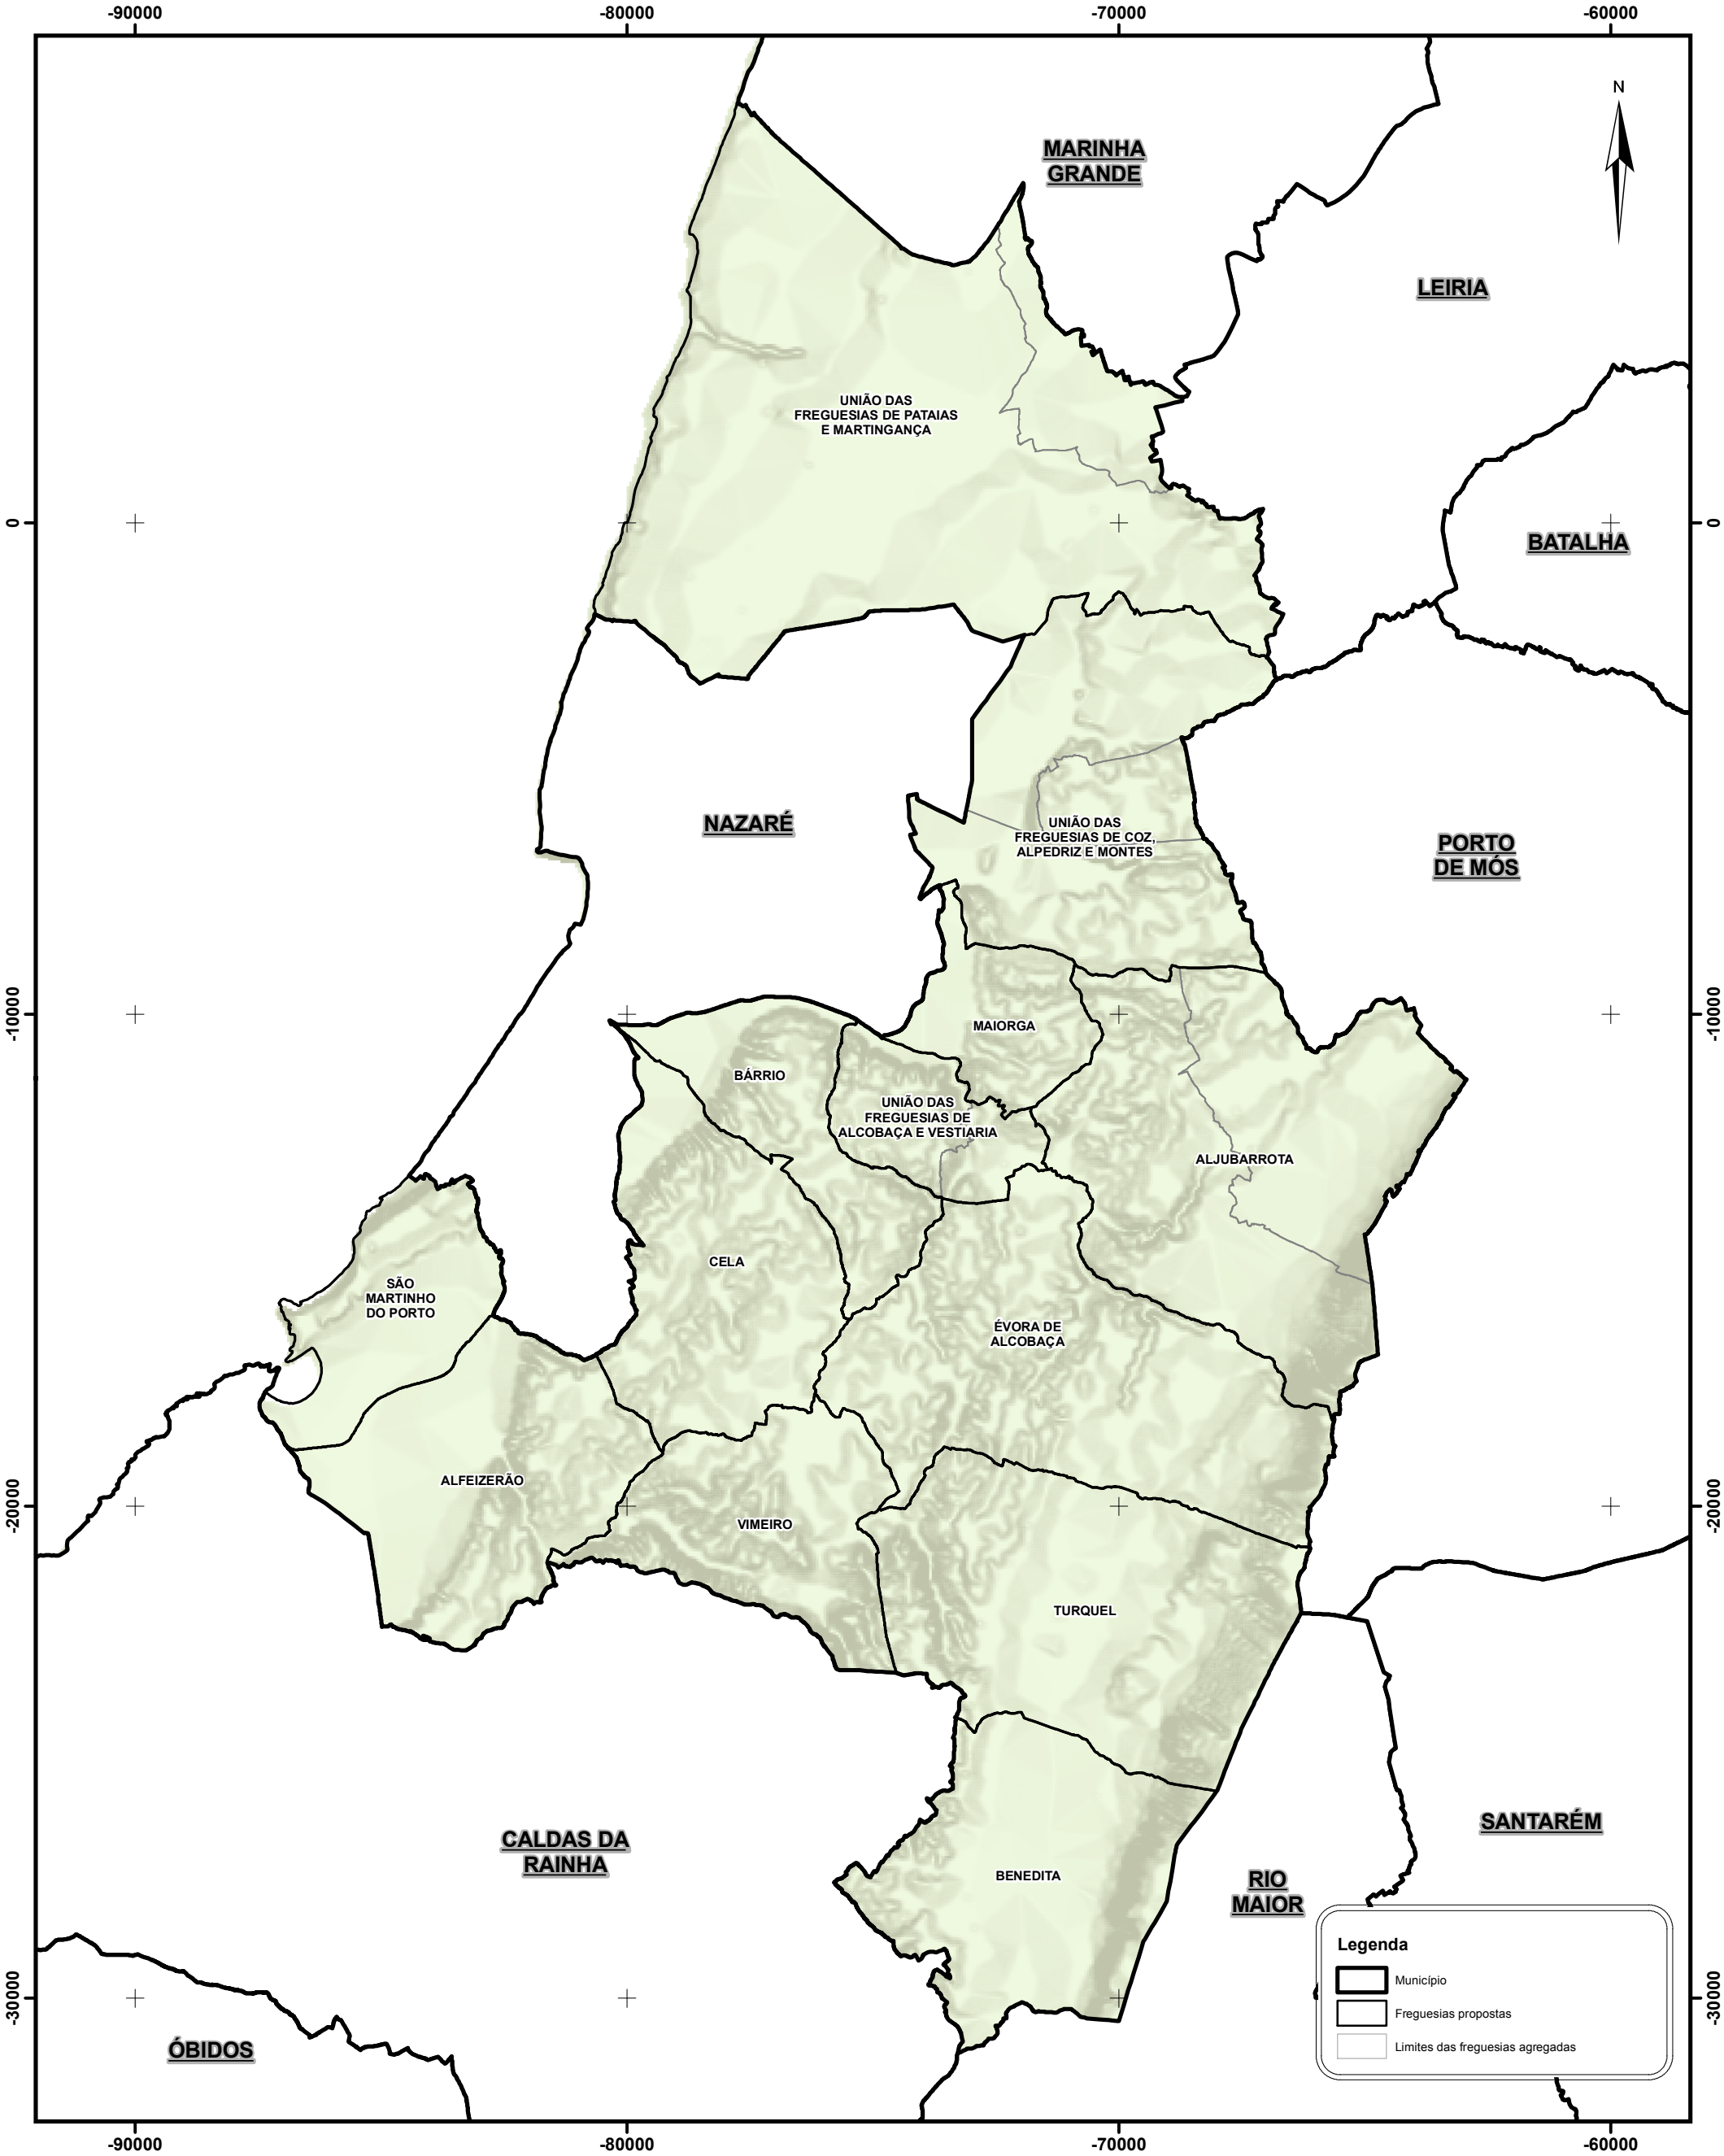 -90000
-80000
-70000
-60000
N
MARINHA
GRANDE
LEIRIA
UNIÃO DAS
FREGUESIAS DE PATAIAS
E MARTINGANÇA
0
0
BATALHA
NAZARÉ
UNIÃO DAS
FREGUESIAS DE COZ,
ALPEDRIZ E MONTES
PORTO
DE MÓS
-10000
-10000
MAIORGA
BÁRRIO
UNIÃO DAS
FREGUESIAS DE
ALCOBAÇA E VESTIARIA
ALJUBARROTA
CELA
SÃO
MARTINHO
DO PORTO
ÉVORA DE
ALCOBAÇA
ALFEIZERÃO
-20000
-20000
VIMEIRO
TURQUEL
CALDAS DA
RAINHA
SANTARÉM
BENEDITA
RIO
MAIOR
Legenda
Município
Freguesias propostas
Limites das freguesias agregadas
-30000
-30000
ÓBIDOS
-90000
-80000
-70000
-60000